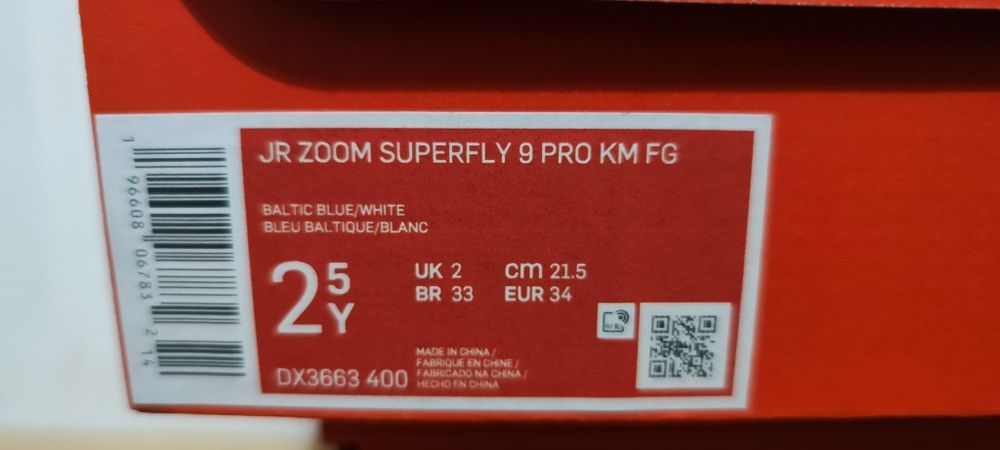 JR ZOOM SUPERFLY 9 PRO KM FG
BALTIC BLUE/WHITE
BLEU BALTIQUE/BLANC
2 5 Y
UK 2 cm 21.5
BR 33 EUR 34
MADE IN CHINA /
FABRIQUE EN CHINE /
FABRICADO NA CHINA /
HECHO EN CHINA
DX3663 400
1 96608 06783 2 14